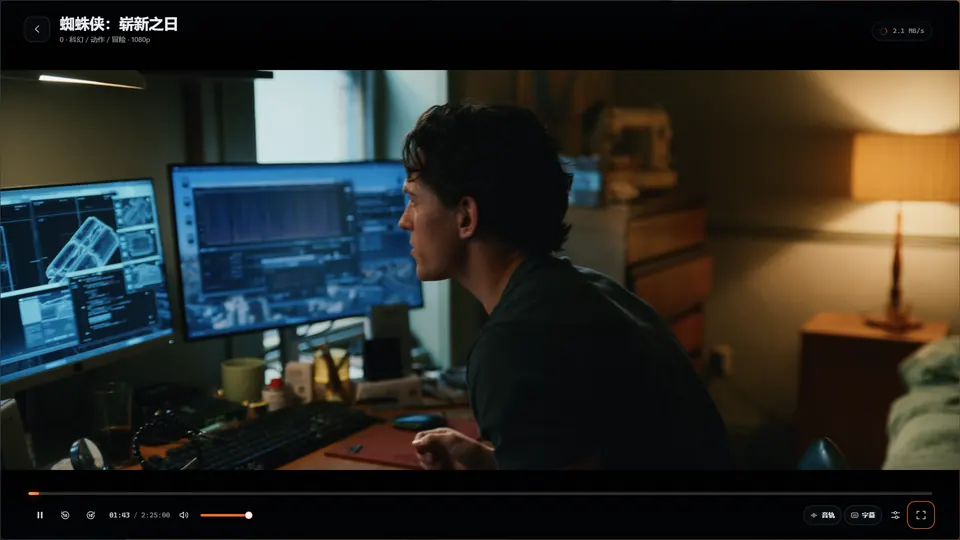 蜘蛛侠：崭新之日
0 · 科幻 / 动作 / 冒险 · 1080p
2.1 MB/s
01:43 / 2:25:00
音轨
字幕